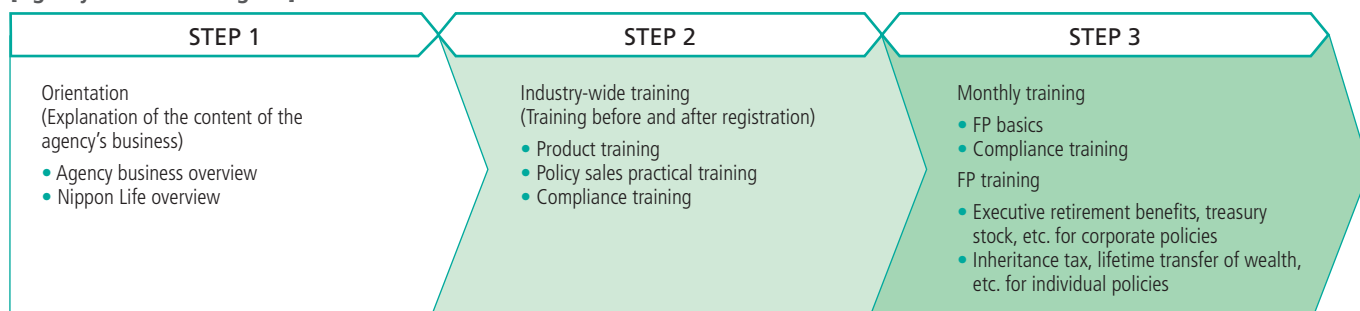 STEP 1
Orientation
(Explanation of the content of the
agency's business)
• Agency business overview
• Nippon Life overview
STEP 2
Industry-wide training
(Training before and after registration)
• Product training
• Policy sales practical training
• Compliance training
STEP 3
Monthly training
• FP basics
• Compliance training
FP training
• Executive retirement benefits, treasury
stock, etc. for corporate policies
• Inheritance tax, lifetime transfer of wealth,
etc. for individual policies